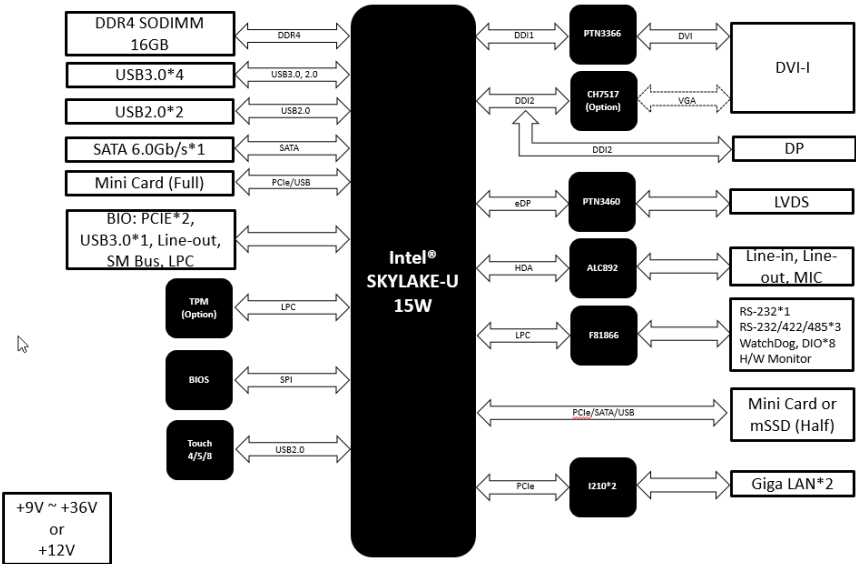 DDR4 SODIMM
16GB
DDR4
USB3.0*4
USB3.0, 2.0
USB2.0*2
USB2.0
SATA 6.0Gb/s*1
SATA
Mini Card (Full)
PCIe/USB
BIO: PCIE*2,
USB3.0*1, Line-out,
SM Bus, LPC
TPM
(Option)
LPC
BIOS
SPI
Touch
4/5/8
USB2.0
+9V ~ +36V
or
+12V
Intel®
SKYLAKE-U
15W
DDI1
PTN3366
DVI
DVI-I
DDI2
CH7517
(Option)
VGA
DDI2
DP
eDP
PTN3460
LVDS
HDA
ALC892
Line-in, Line-
out, MIC
LPC
F81866
RS-232*1
RS-232/422/485*3
WatchDog, DIO*8
H/W Monitor
PCIe/SATA/USB
Mini Card or
mSSD (Half)
PCIe
I210*2
Giga LAN*2